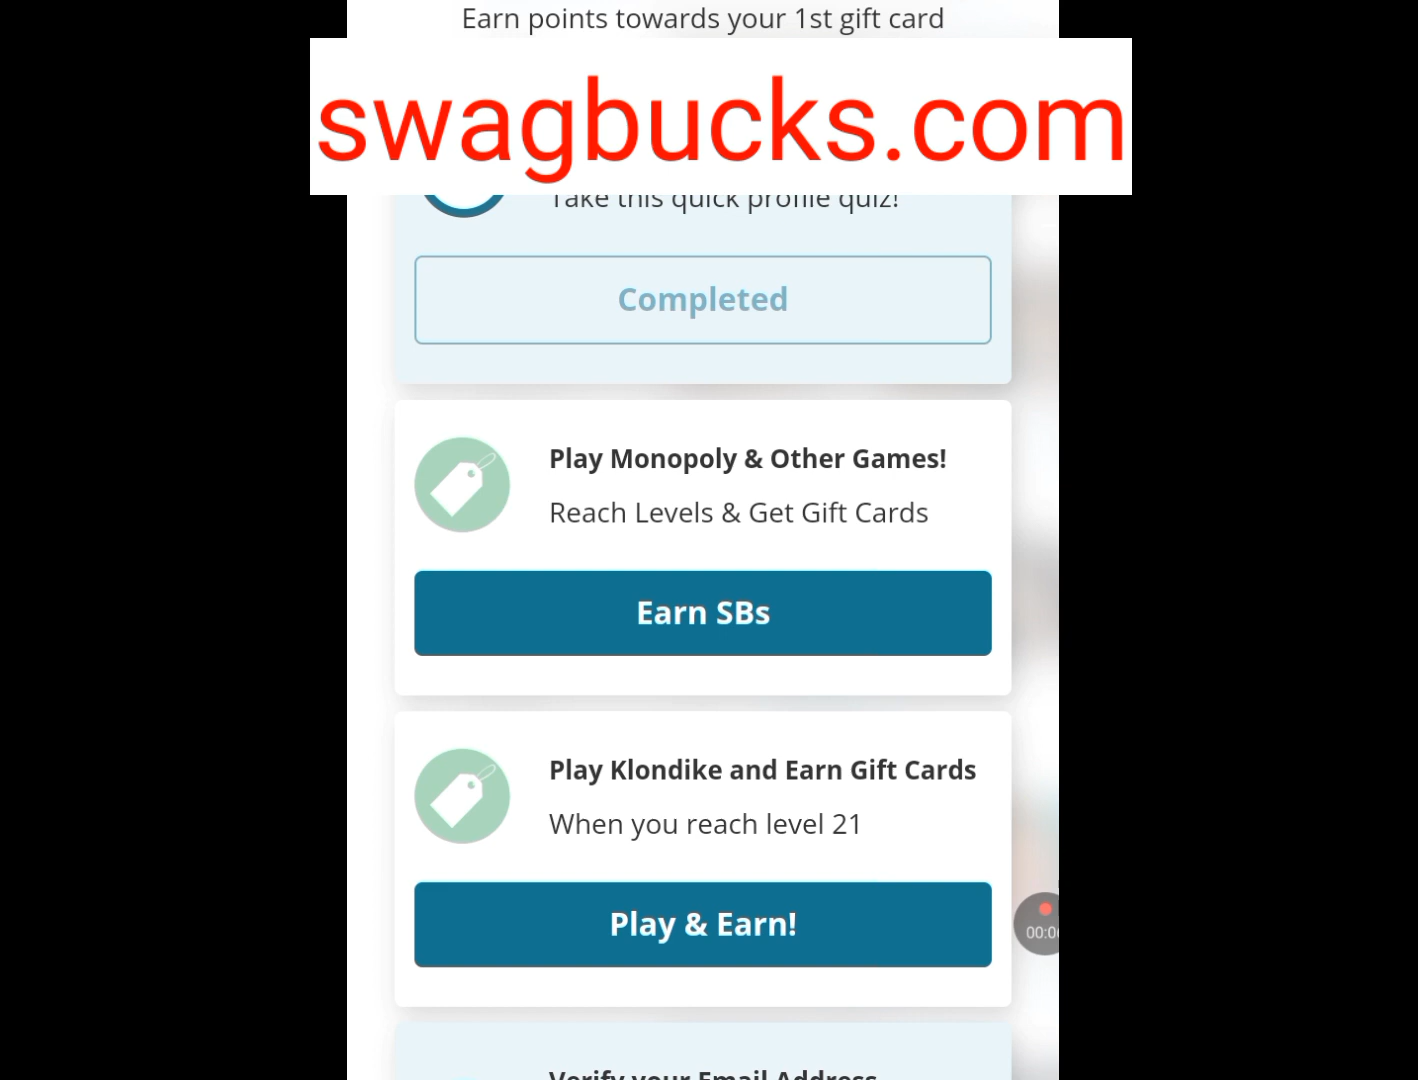 Earn points towards your 1st gift card
swagbucks.com
Take this quick profile quiz!
Completed
Play Monopoly & Other Games!
Reach Levels & Get Gift Cards
Earn SBs
Play Klondike and Earn Gift Cards
When you reach level 21
Play & Earn!
00:0
Verify your Email Address